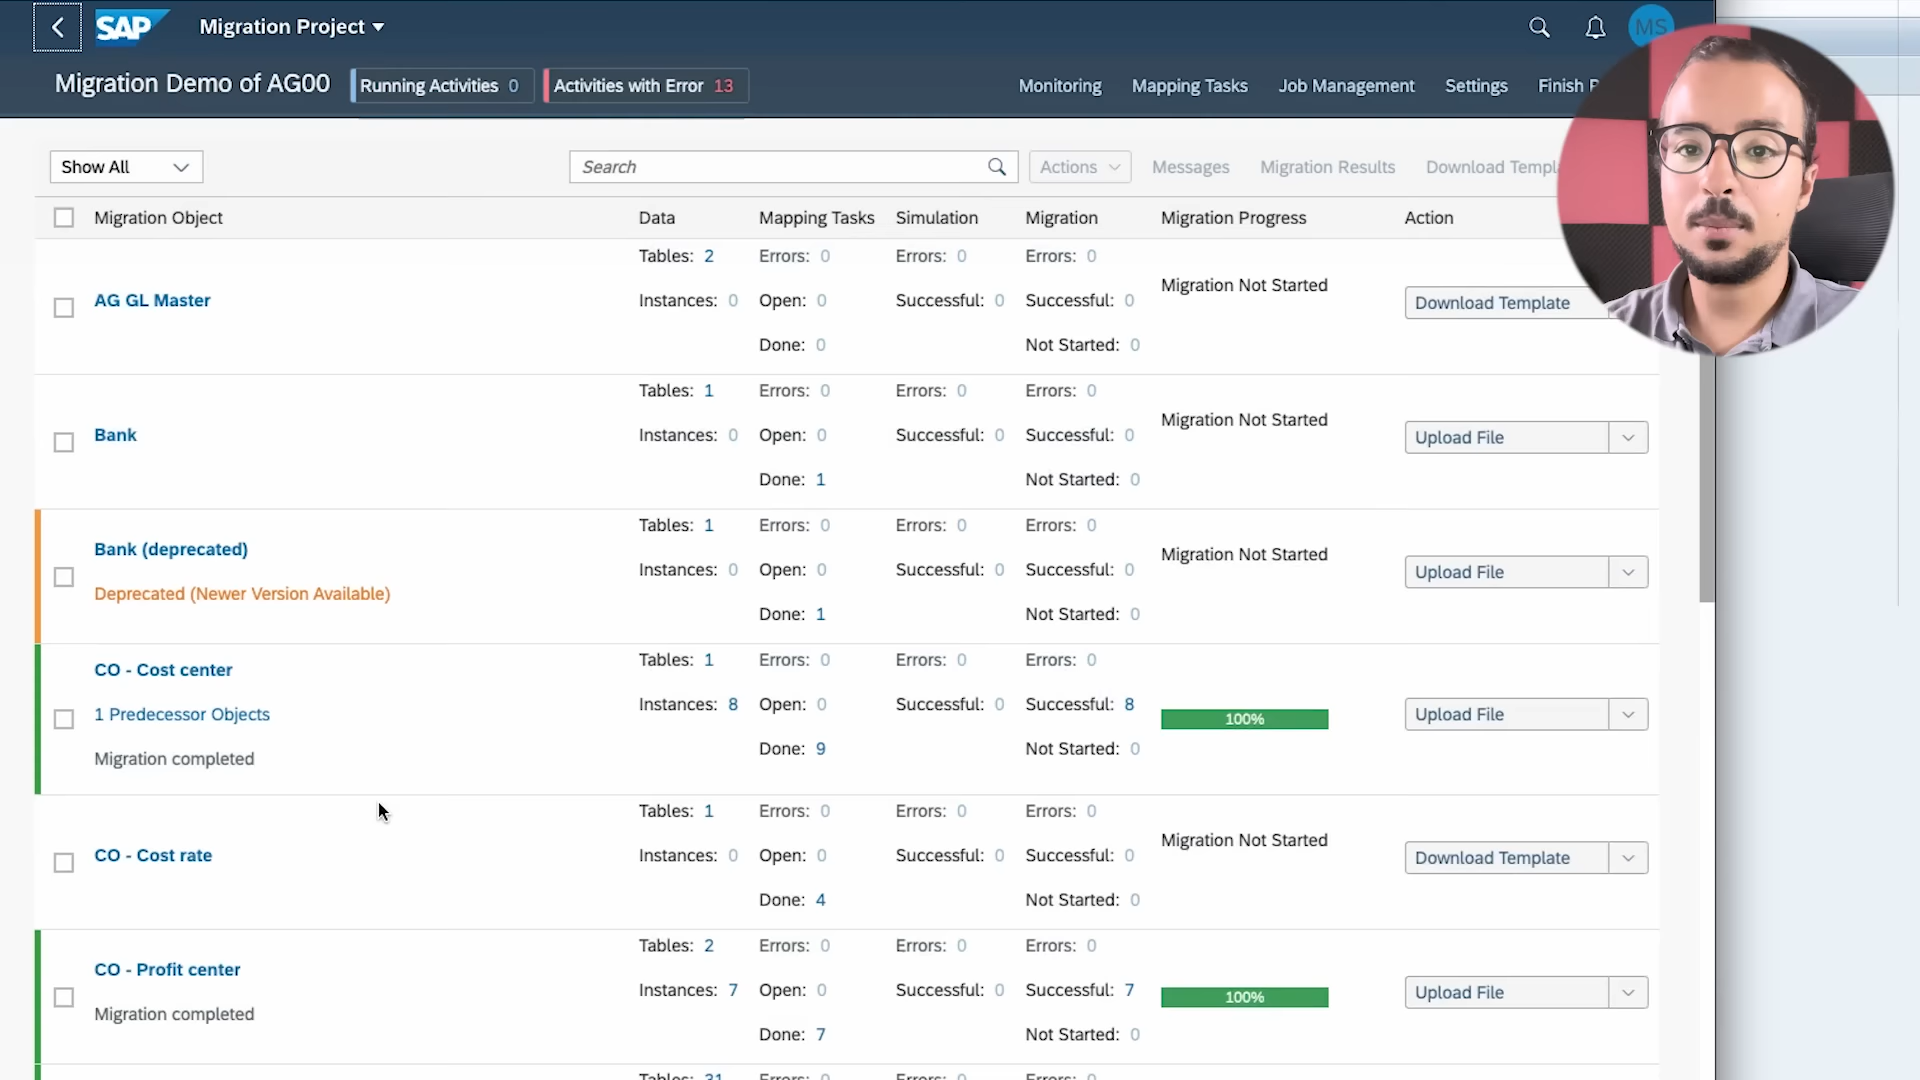 SAP Migration Project MS
Migration Demo of AG00 Running Activities 0 Activities with Error 13 Monitoring Mapping Tasks Job Management Settings Finish
Show All Search Actions Messages Migration Results Download
Migration Object Data Mapping Tasks Simulation Migration Migration Progress Action
Tables: 2 Errors: 0 Errors: 0 Errors: 0
Migration Not Started
AG GL Master Instances: 0 Open: 0 Successful: 0 Successful: 0 Download Template
Done: 0 Not Started: 0
Tables: 1 Errors: 0 Errors: 0 Errors: 0
Migration Not Started
Bank Instances: 0 Open: 0 Successful: 0 Successful: 0 Upload File
Done: 1 Not Started: 0
Tables: 1 Errors: 0 Errors: 0 Errors: 0
Bank (deprecated) Migration Not Started
Instances: 0 Open: 0 Successful: 0 Successful: 0 Upload File
Deprecated (Newer Version Available)
Done: 1 Not Started: 0
CO - Cost center Tables: 1 Errors: 0 Errors: 0 Errors: 0
1 Predecessor Objects Instances: 8 Open: 0 Successful: 0 Successful: 8 100% Upload File
Migration completed Done: 9 Not Started: 0
Tables: 1 Errors: 0 Errors: 0 Errors: 0
Migration Not Started
CO - Cost rate Instances: 0 Open: 0 Successful: 0 Successful: 0 Download Template
Done: 4 Not Started: 0
Tables: 2 Errors: 0 Errors: 0 Errors: 0
CO - Profit center
Instances: 7 Open: 0 Successful: 0 Successful: 7 100% Upload File
Migration completed
Done: 7 Not Started: 0
Tables: 31 Errors: 0 Errors: 0 Errors: 0